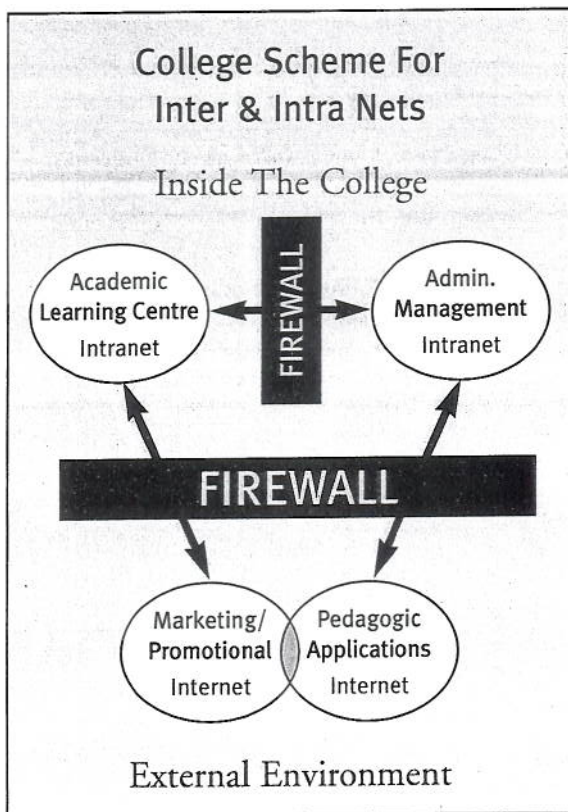 College Scheme For
Inter & Intra Nets
Inside The College
FIREWALL
Academic
Learning Centre
Intranet
Admin.
Management
Intranet
FIREWALL
Marketing/
Promotional
Internet
Pedagogic
Applications
Internet
External Environment